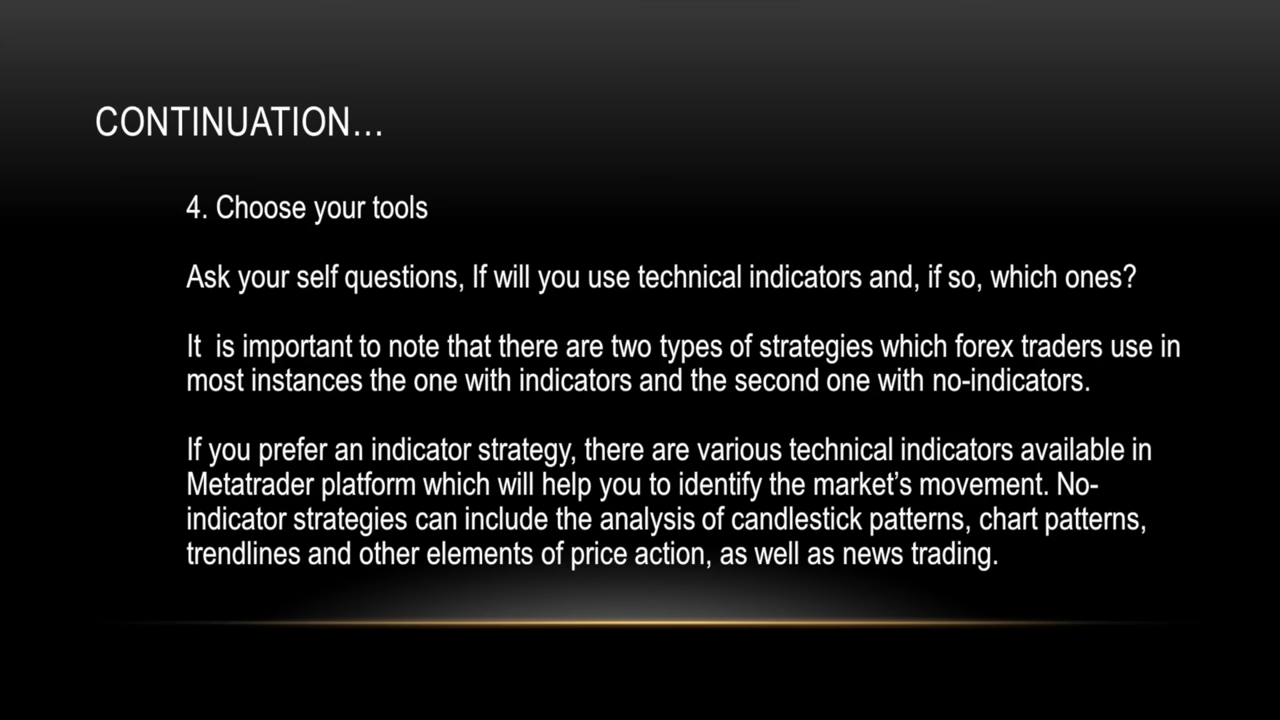 CONTINUATION…
4. Choose your tools
Ask your self questions, If will you use technical indicators and, if so, which ones?
It  is important to note that there are two types of strategies which forex traders use in
most instances the one with indicators and the second one with no-indicators.
If you prefer an indicator strategy, there are various technical indicators available in
Metatrader platform which will help you to identify the market’s movement. No-
indicator strategies can include the analysis of candlestick patterns, chart patterns,
trendlines and other elements of price action, as well as news trading.